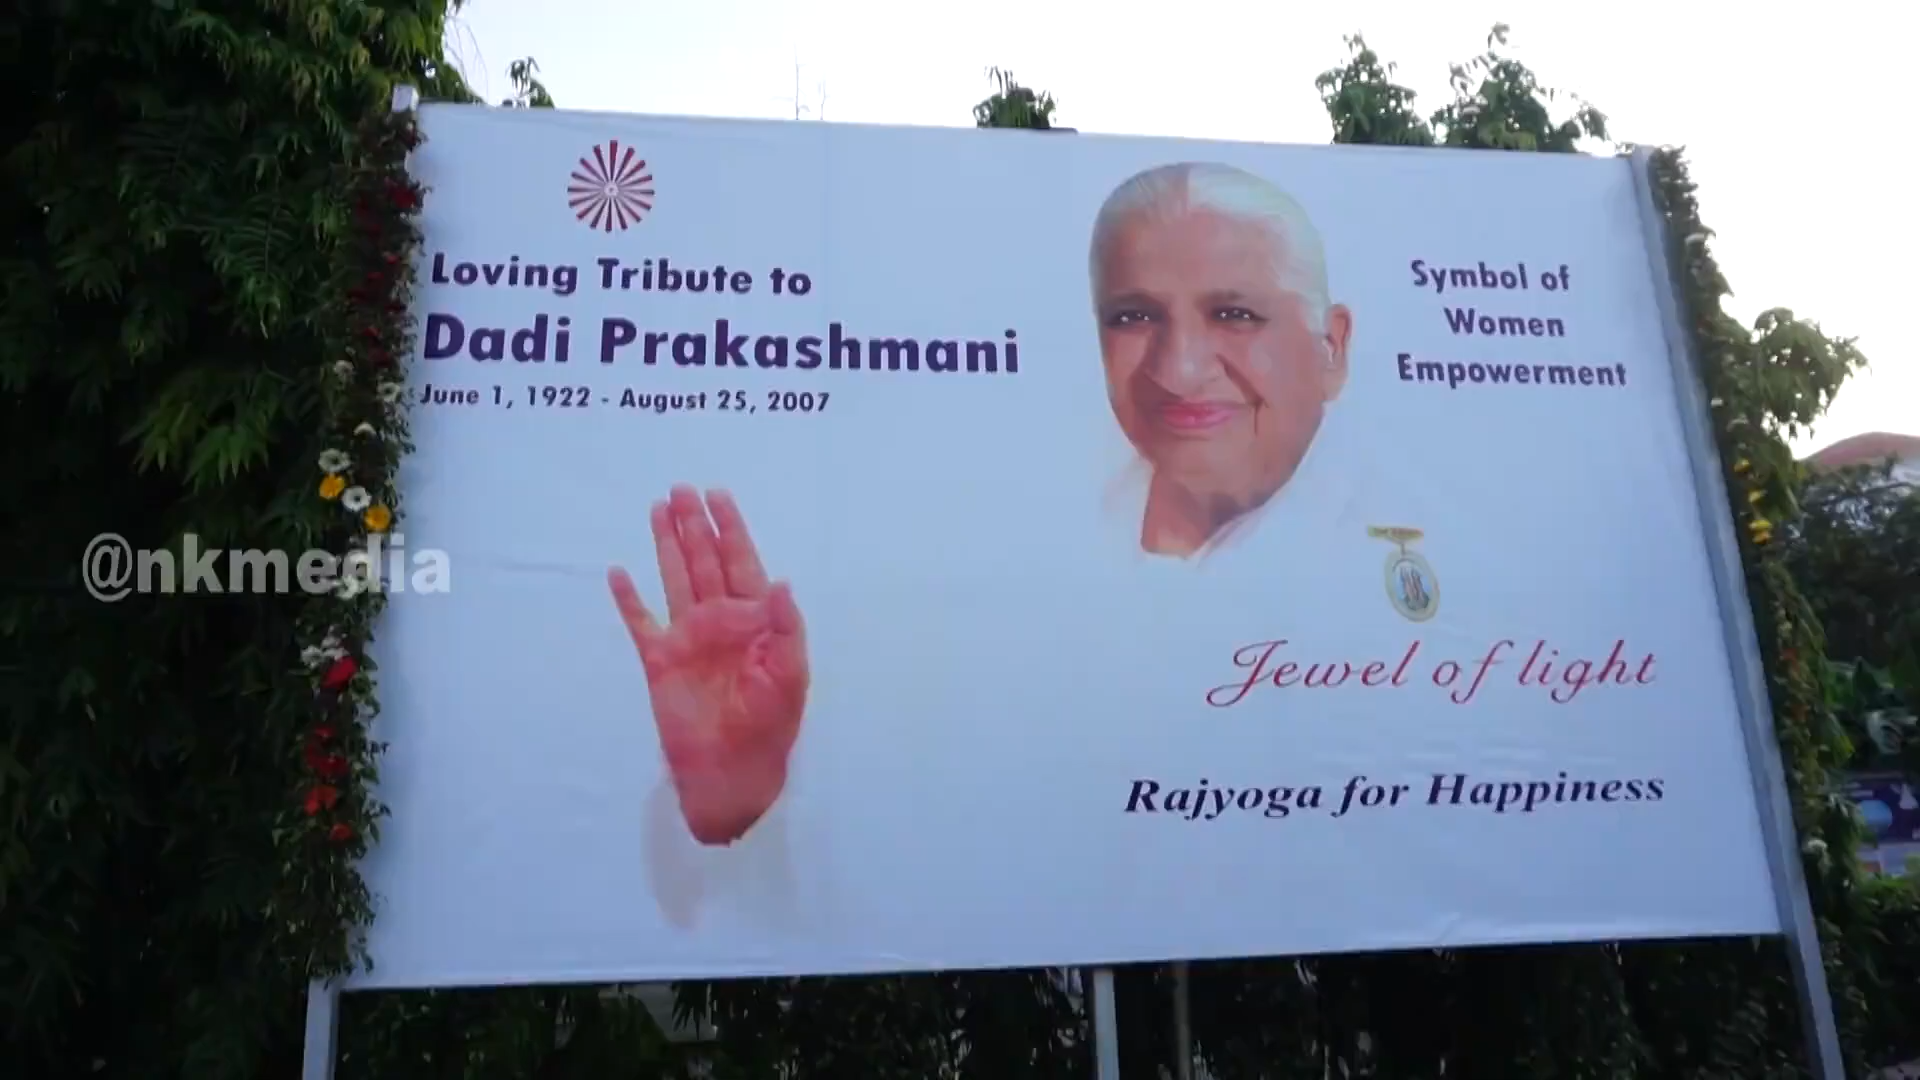 Loving Tribute to
Dadi Prakashmani
June 1, 1922 - August 25, 2007
Symbol of
Women
Empowerment
Jewel of light
Rajyoga for Happiness
@nkmedia